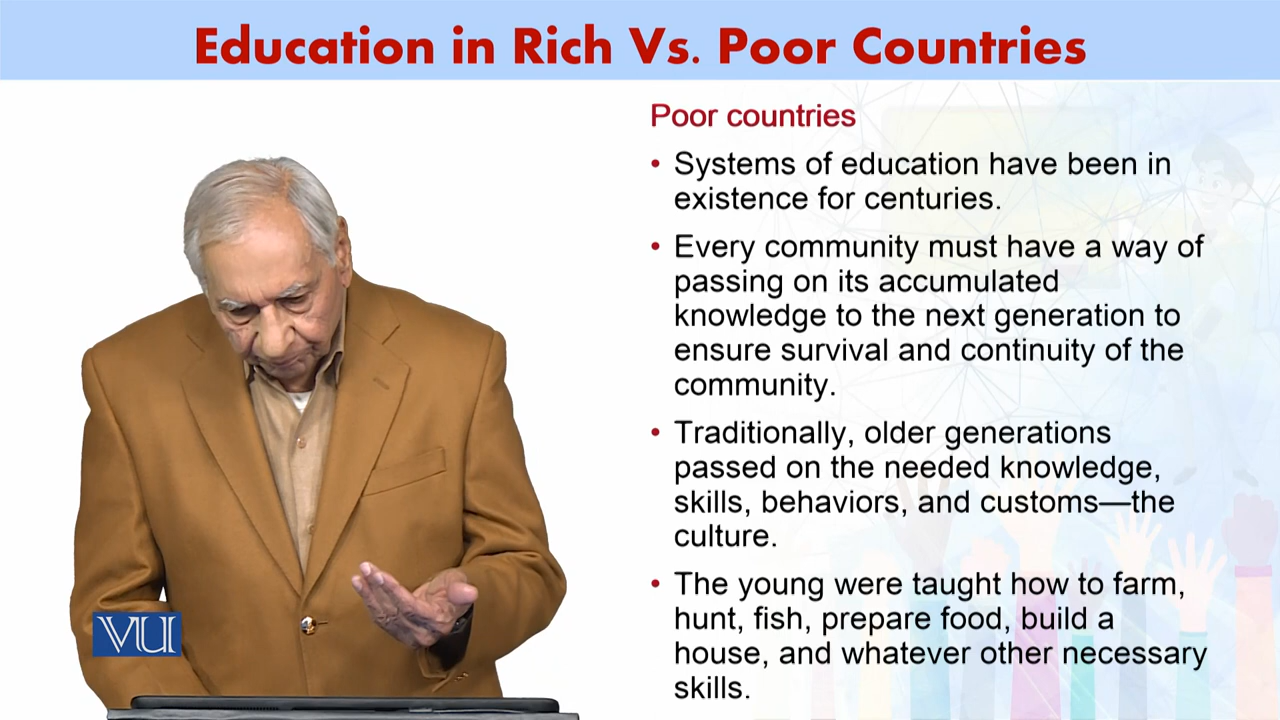 Education in Rich Vs. Poor Countries
Poor countries
• Systems of education have been in
existence for centuries.
• Every community must have a way of
passing on its accumulated
knowledge to the next generation to
ensure survival and continuity of the
community.
• Traditionally, older generations
passed on the needed knowledge,
skills, behaviors, and customs—the
culture.
• The young were taught how to farm,
hunt, fish, prepare food, build a
house, and whatever other necessary
skills.
VU